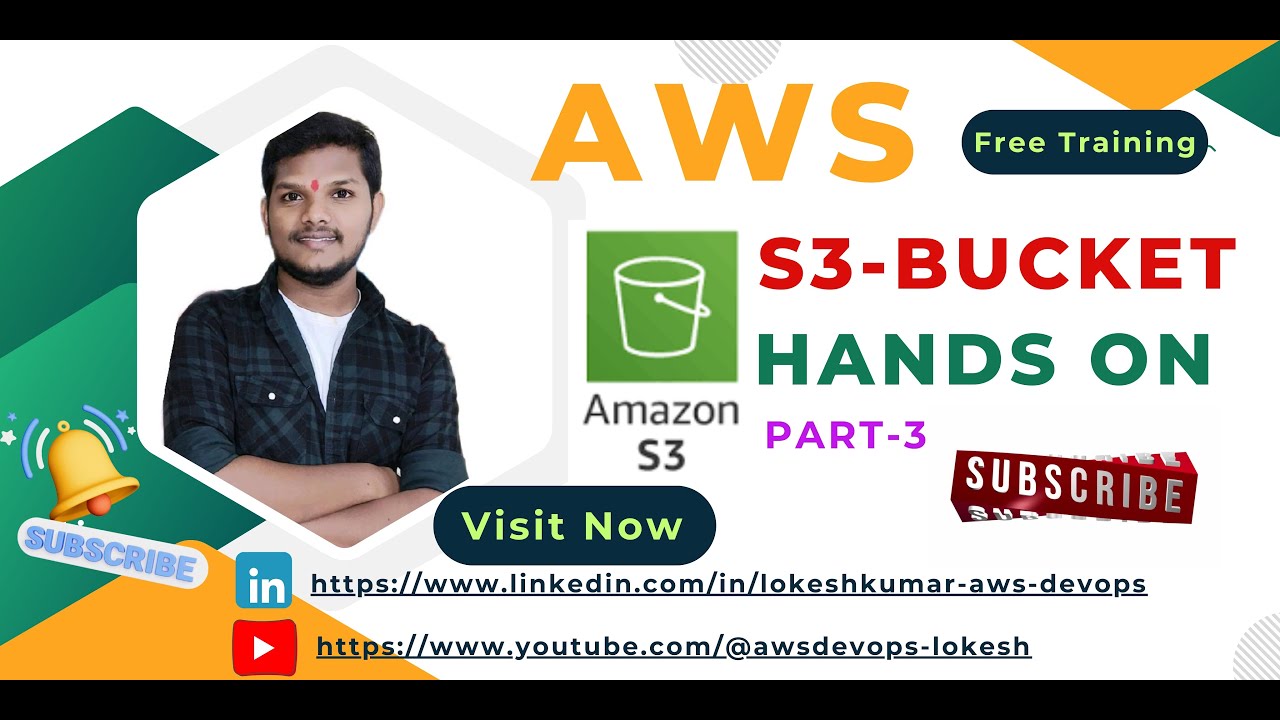 AWS
Free Training
S3-BUCKET
HANDS ON
Amazon
S3
PART-3
SUBSCRIBE
Visit Now
SUBSCRIBE
in
https://www.linkedin.com/in/lokeshkumar-aws-devops
https://www.youtube.com/@awsdevops-lokesh